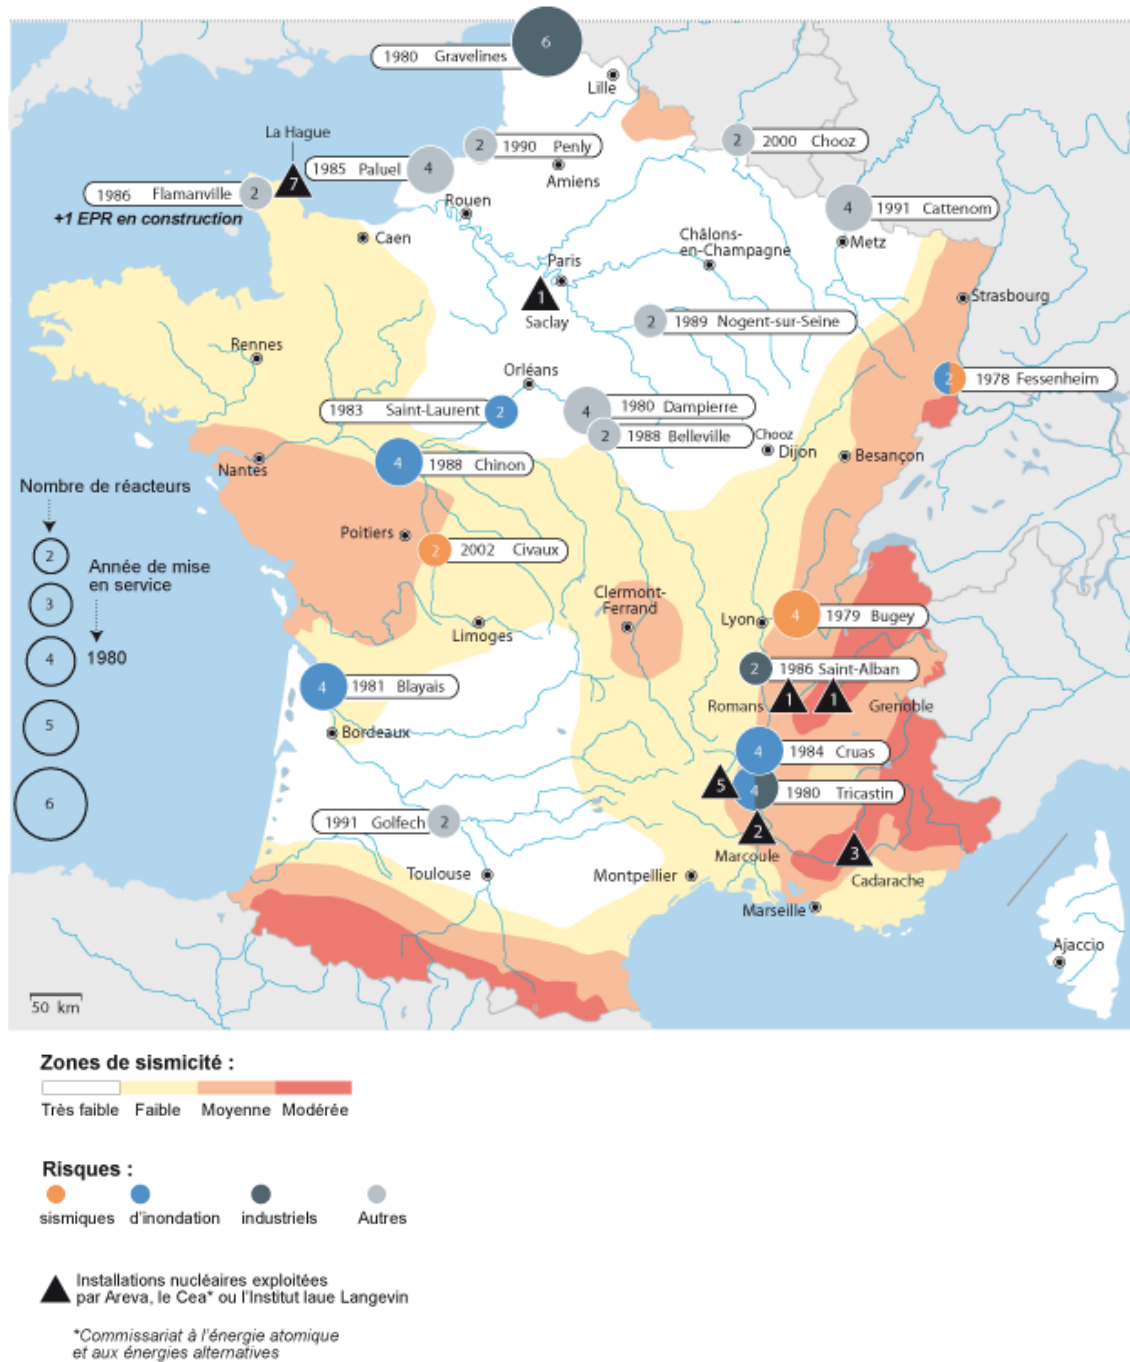 6
1980 Gravelines
Lille
La Hague
2
1990 Penly
2
2000 Chooz
1985 Paluel
4
Amiens
7
1986 Flamanville
2
+1 EPR en construction
Rouen
4
1991 Cattenom
Caen
Châlons-
en-Champagne
Metz
Paris
1
Saclay
Strasbourg
2
1989 Nogent-sur-Seine
Rennes
Orléans
2
1978 Fessenheim
1983 Saint-Laurent
2
4
1980 Dampierre
2
1988 Belleville
Chooz
Dijon
Besançon
Nantes
4
1988 Chinon
Nombre de réacteurs
2
Année de mise
en service
3
4
1980
5
6
Poitiers
2
2002 Civaux
Clermont-
Ferrand
Limoges
Lyon
4
1979 Bugey
2
1986 Saint-Alban
4
1981 Blayais
Romans
1
1
Grenoble
Bordeaux
4
1984 Cruas
5
4
1980 Tricastin
1991 Golfech
2
2
Marcoule
3
Cadarache
Toulouse
Montpellier
Marseille
Ajaccio
50 km
Zones de sismicité :
Très faible Faible Moyenne Modérée
Risques :
sismiques d'inondation industriels Autres
Installations nucléaires exploitées
par Areva, le Cea* ou l'Institut laue Langevin
*Commissariat à l'énergie atomique
et aux énergies alternatives